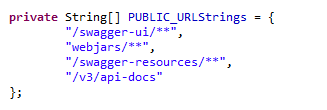 private String[] PUBLIC_URLStrings = {
"/swagger-ui/**",
"webjars/**",
"/swagger-resources/**",
"/v3/api-docs"
};